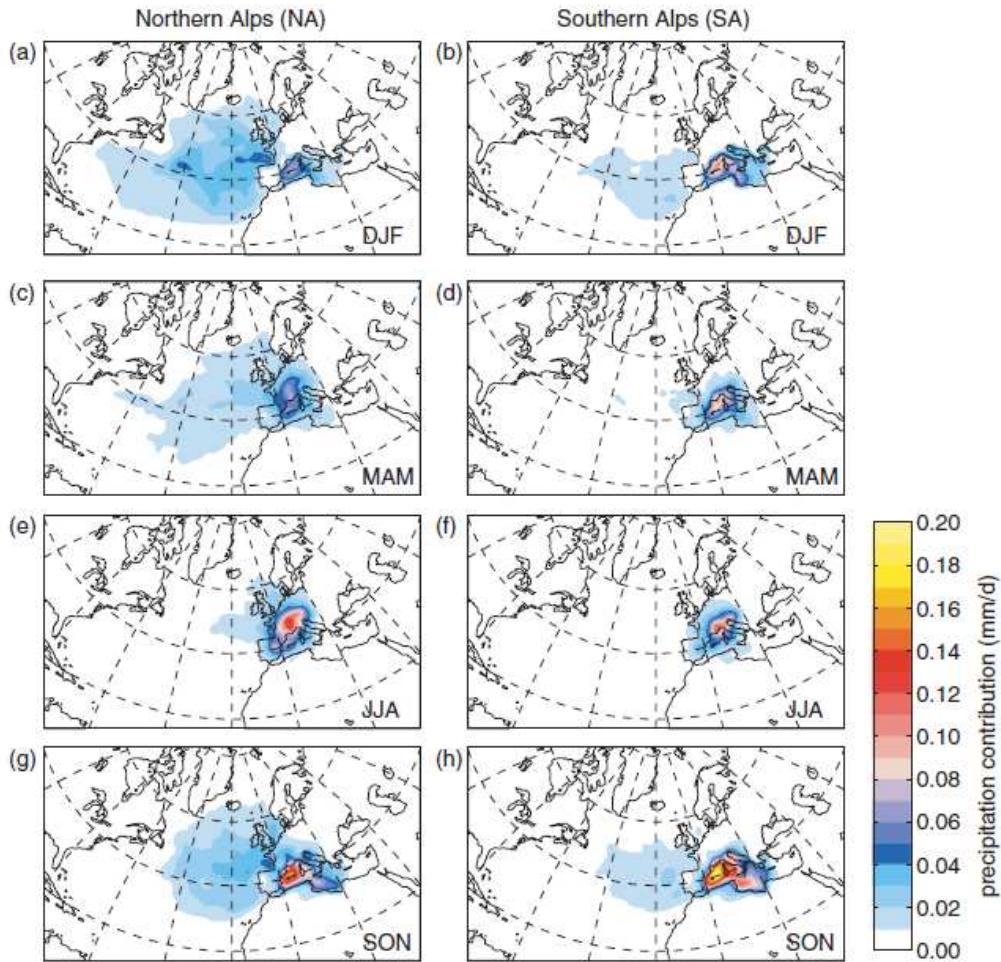 Northern Alps (NA) Southern Alps (SA)
(a) (b)
DJF DJF
(c) (d)
MAM MAM
(e) (f)
JJA JJA
(g) (h)
SON SON
0.20
0.18
0.16
0.14
0.12
0.10
0.08
0.06
0.04
0.02
0.00
precipitation contribution (mm/d)